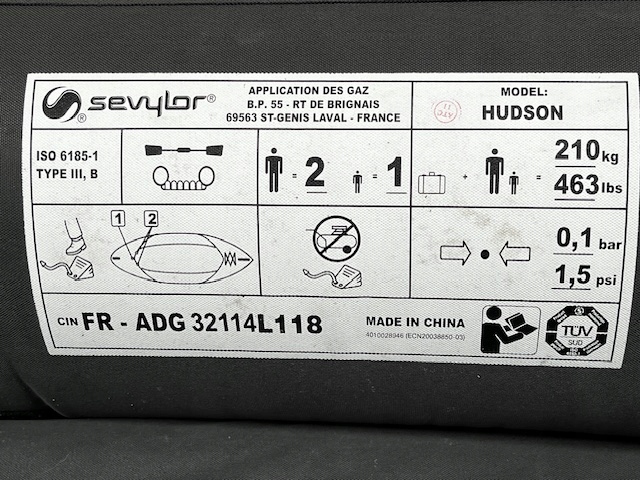 sevylor®
®
APPLICATION DES GAZ
B.P. 55 - RT DE BRIGNAIS
69563 ST-GENIS LAVAL - FRANCE
ATC
11
MODEL:
HUDSON
ISO 6185-1
TYPE III, B
= 2
= 1
+ = 210 kg
463 lbs
1 2
0,1 bar
1,5 psi
CIN FR - ADG 32114L118
MADE IN CHINA
4010028946 (ECN20038650-03)
TÜV
SÜD